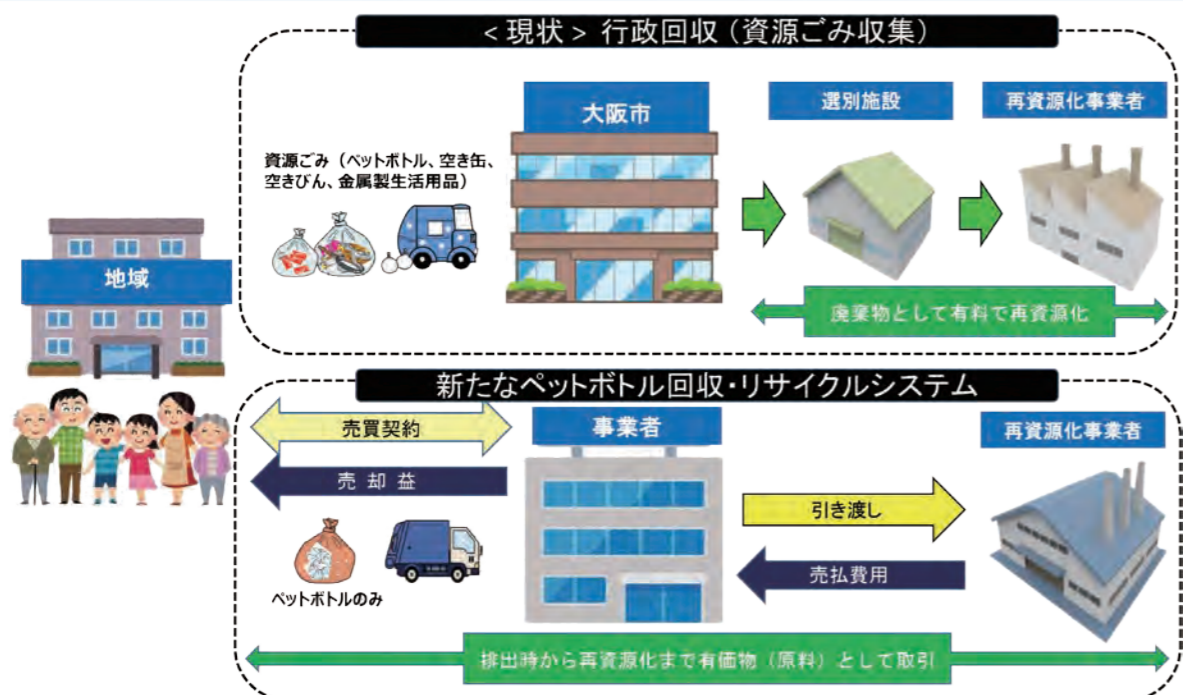 ＜現状＞ 行政回収（資源ごみ収集）
大阪市
選別施設
再資源化事業者
資源ごみ（ペットボトル、空き缶、
空きびん、金属製生活用品）
地域
廃棄物として有料で再資源化
新たなペットボトル回収・リサイクルシステム
売買契約
事業者
再資源化事業者
売却益
引き渡し
売払費用
ペットボトルのみ
排出時から再資源化まで有価物（原料）として取引